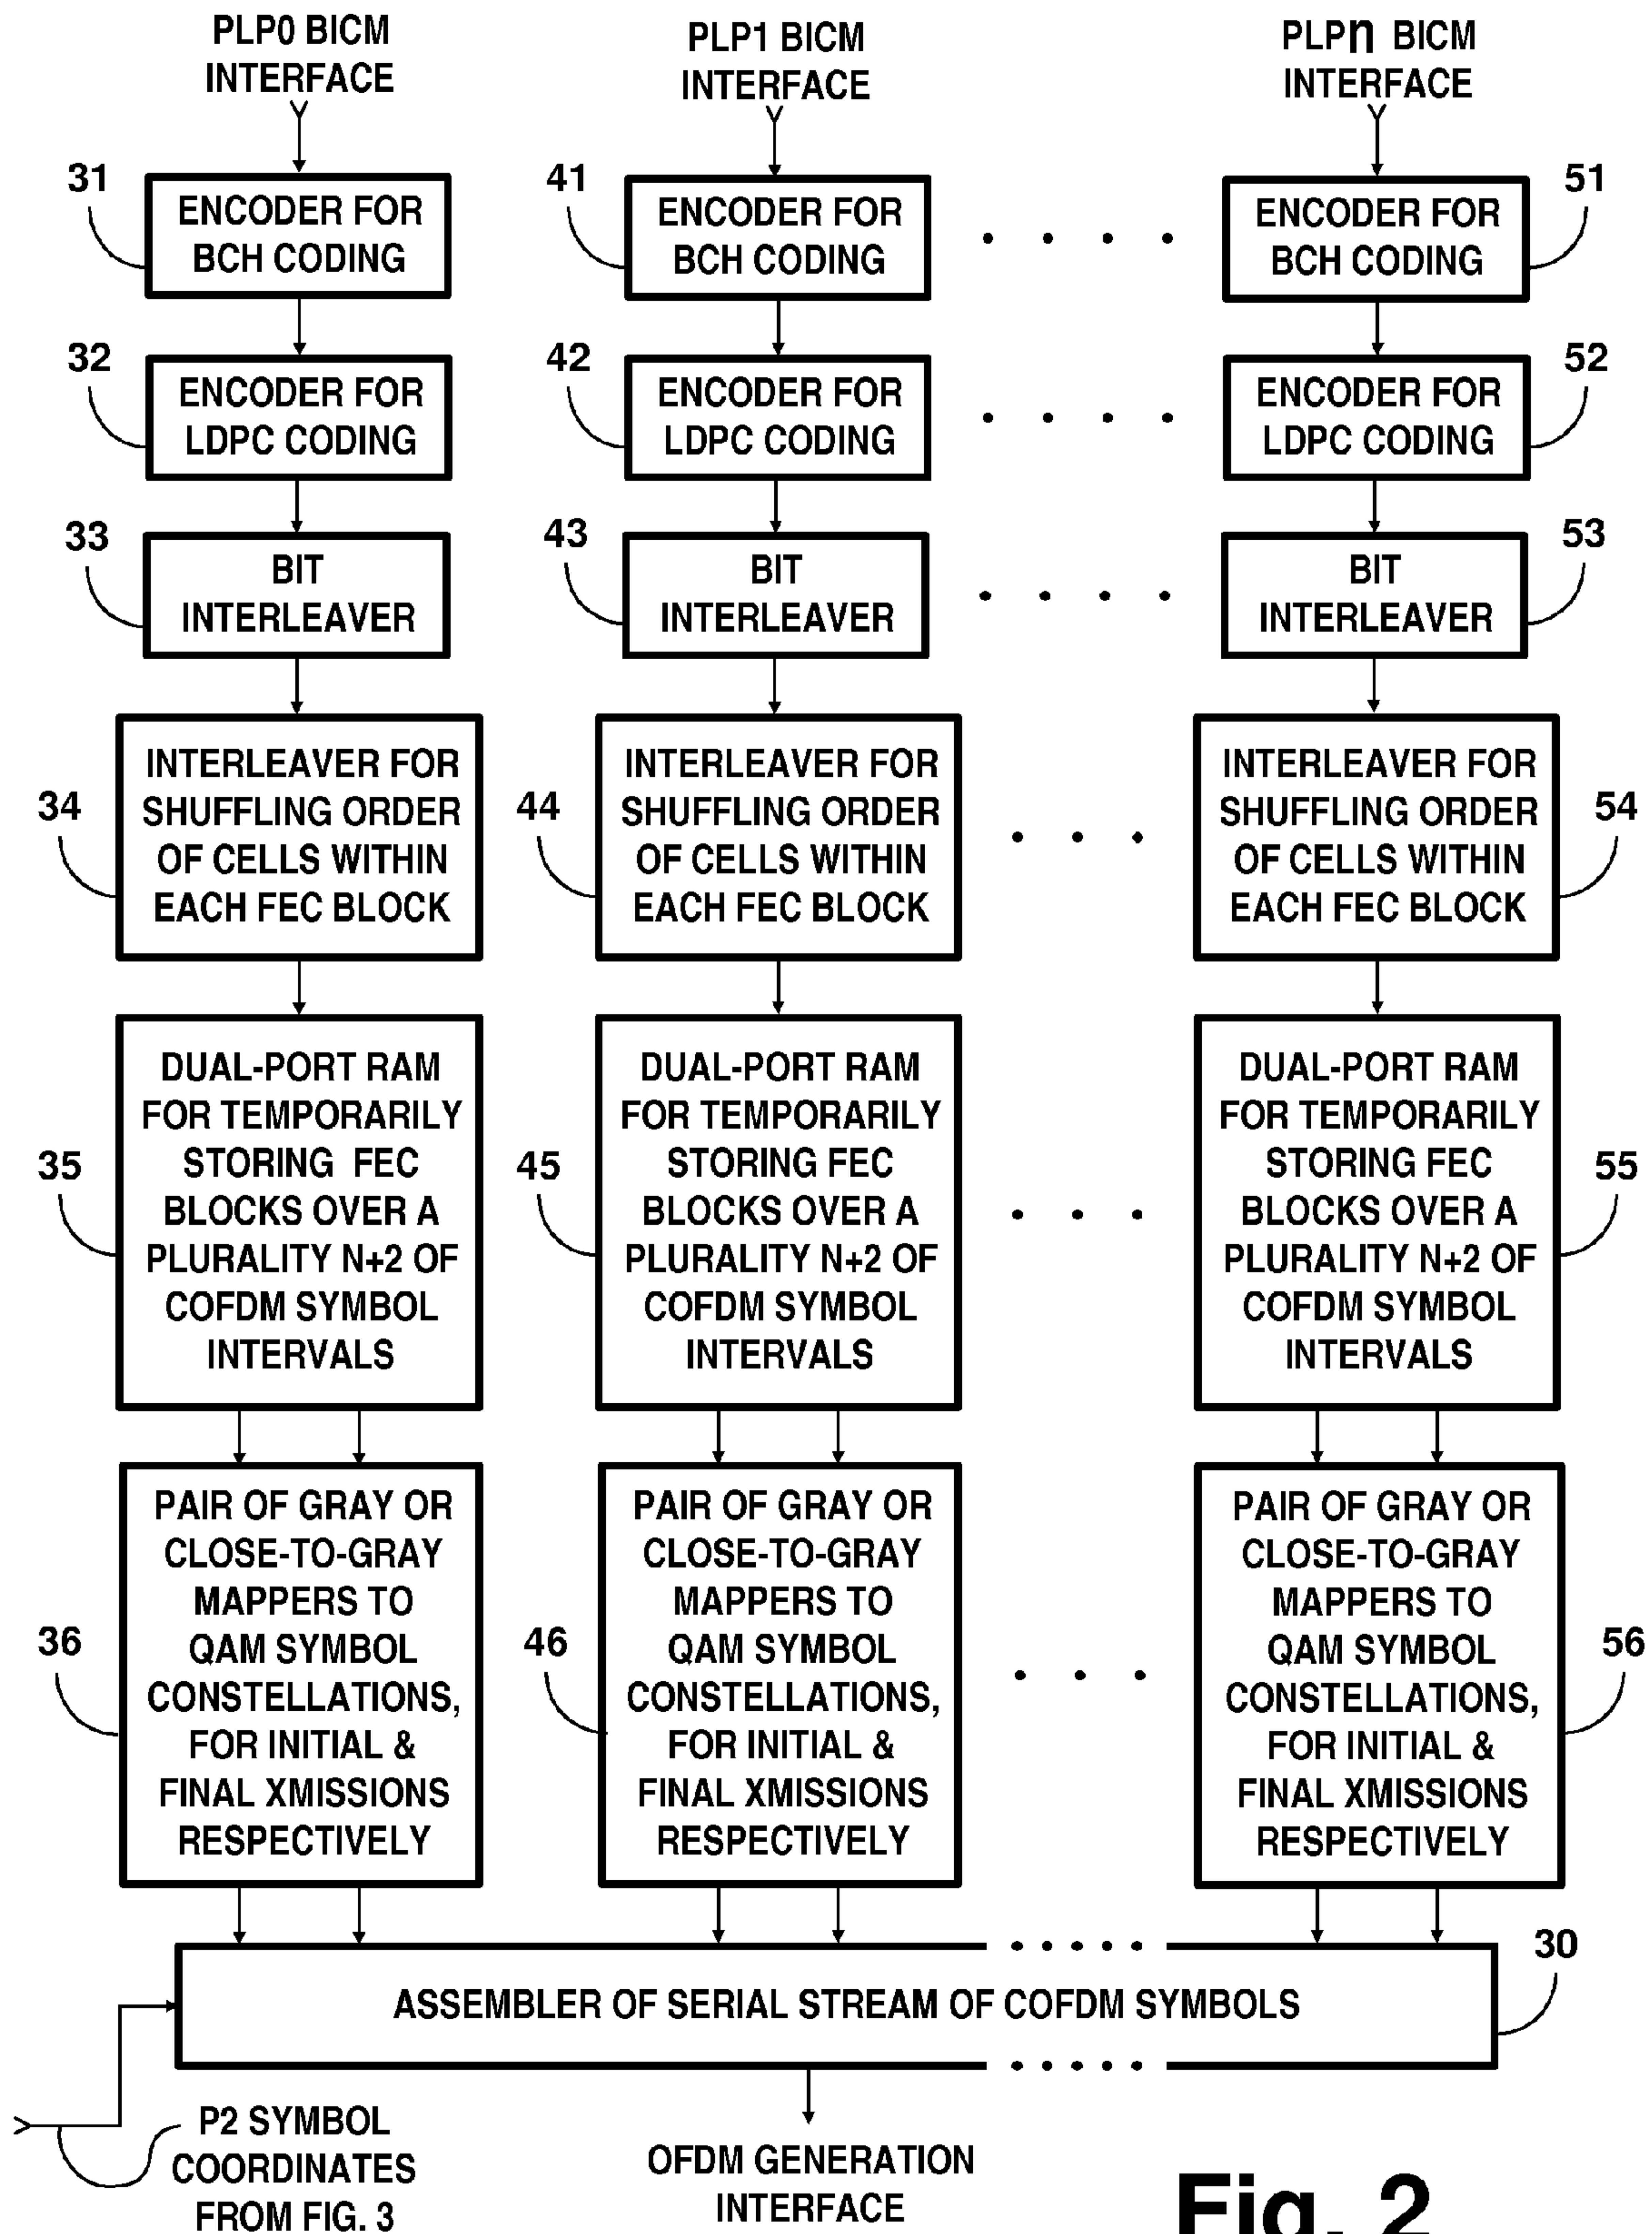 PLP0 BICM
INTERFACE
PLP1 BICM
INTERFACE
PLPn BICM
INTERFACE
31
ENCODER FOR
BCH CODING
41
ENCODER FOR
BCH CODING
51
ENCODER FOR
BCH CODING
32
ENCODER FOR
LDPC CODING
42
ENCODER FOR
LDPC CODING
52
ENCODER FOR
LDPC CODING
33
BIT
INTERLEAVER
43
BIT
INTERLEAVER
53
BIT
INTERLEAVER
34
INTERLEAVER FOR
SHUFFLING ORDER
OF CELLS WITHIN
EACH FEC BLOCK
44
INTERLEAVER FOR
SHUFFLING ORDER
OF CELLS WITHIN
EACH FEC BLOCK
54
INTERLEAVER FOR
SHUFFLING ORDER
OF CELLS WITHIN
EACH FEC BLOCK
35
DUAL-PORT RAM
FOR TEMPORARILY
STORING FEC
BLOCKS OVER A
PLURALITY N+2 OF
COFDM SYMBOL
INTERVALS
45
DUAL-PORT RAM
FOR TEMPORARILY
STORING FEC
BLOCKS OVER A
PLURALITY N+2 OF
COFDM SYMBOL
INTERVALS
55
DUAL-PORT RAM
FOR TEMPORARILY
STORING FEC
BLOCKS OVER A
PLURALITY N+2 OF
COFDM SYMBOL
INTERVALS
36
PAIR OF GRAY OR
CLOSE-TO-GRAY
MAPPERS TO
QAM SYMBOL
CONSTELLATIONS,
FOR INITIAL &
FINAL XMISSIONS
RESPECTIVELY
46
PAIR OF GRAY OR
CLOSE-TO-GRAY
MAPPERS TO
QAM SYMBOL
CONSTELLATIONS,
FOR INITIAL &
FINAL XMISSIONS
RESPECTIVELY
56
PAIR OF GRAY OR
CLOSE-TO-GRAY
MAPPERS TO
QAM SYMBOL
CONSTELLATIONS,
FOR INITIAL &
FINAL XMISSIONS
RESPECTIVELY
30
ASSEMBLER OF SERIAL STREAM OF COFDM SYMBOLS
P2 SYMBOL
COORDINATES
FROM FIG. 3
OFDM GENERATION
INTERFACE
Fig. 2